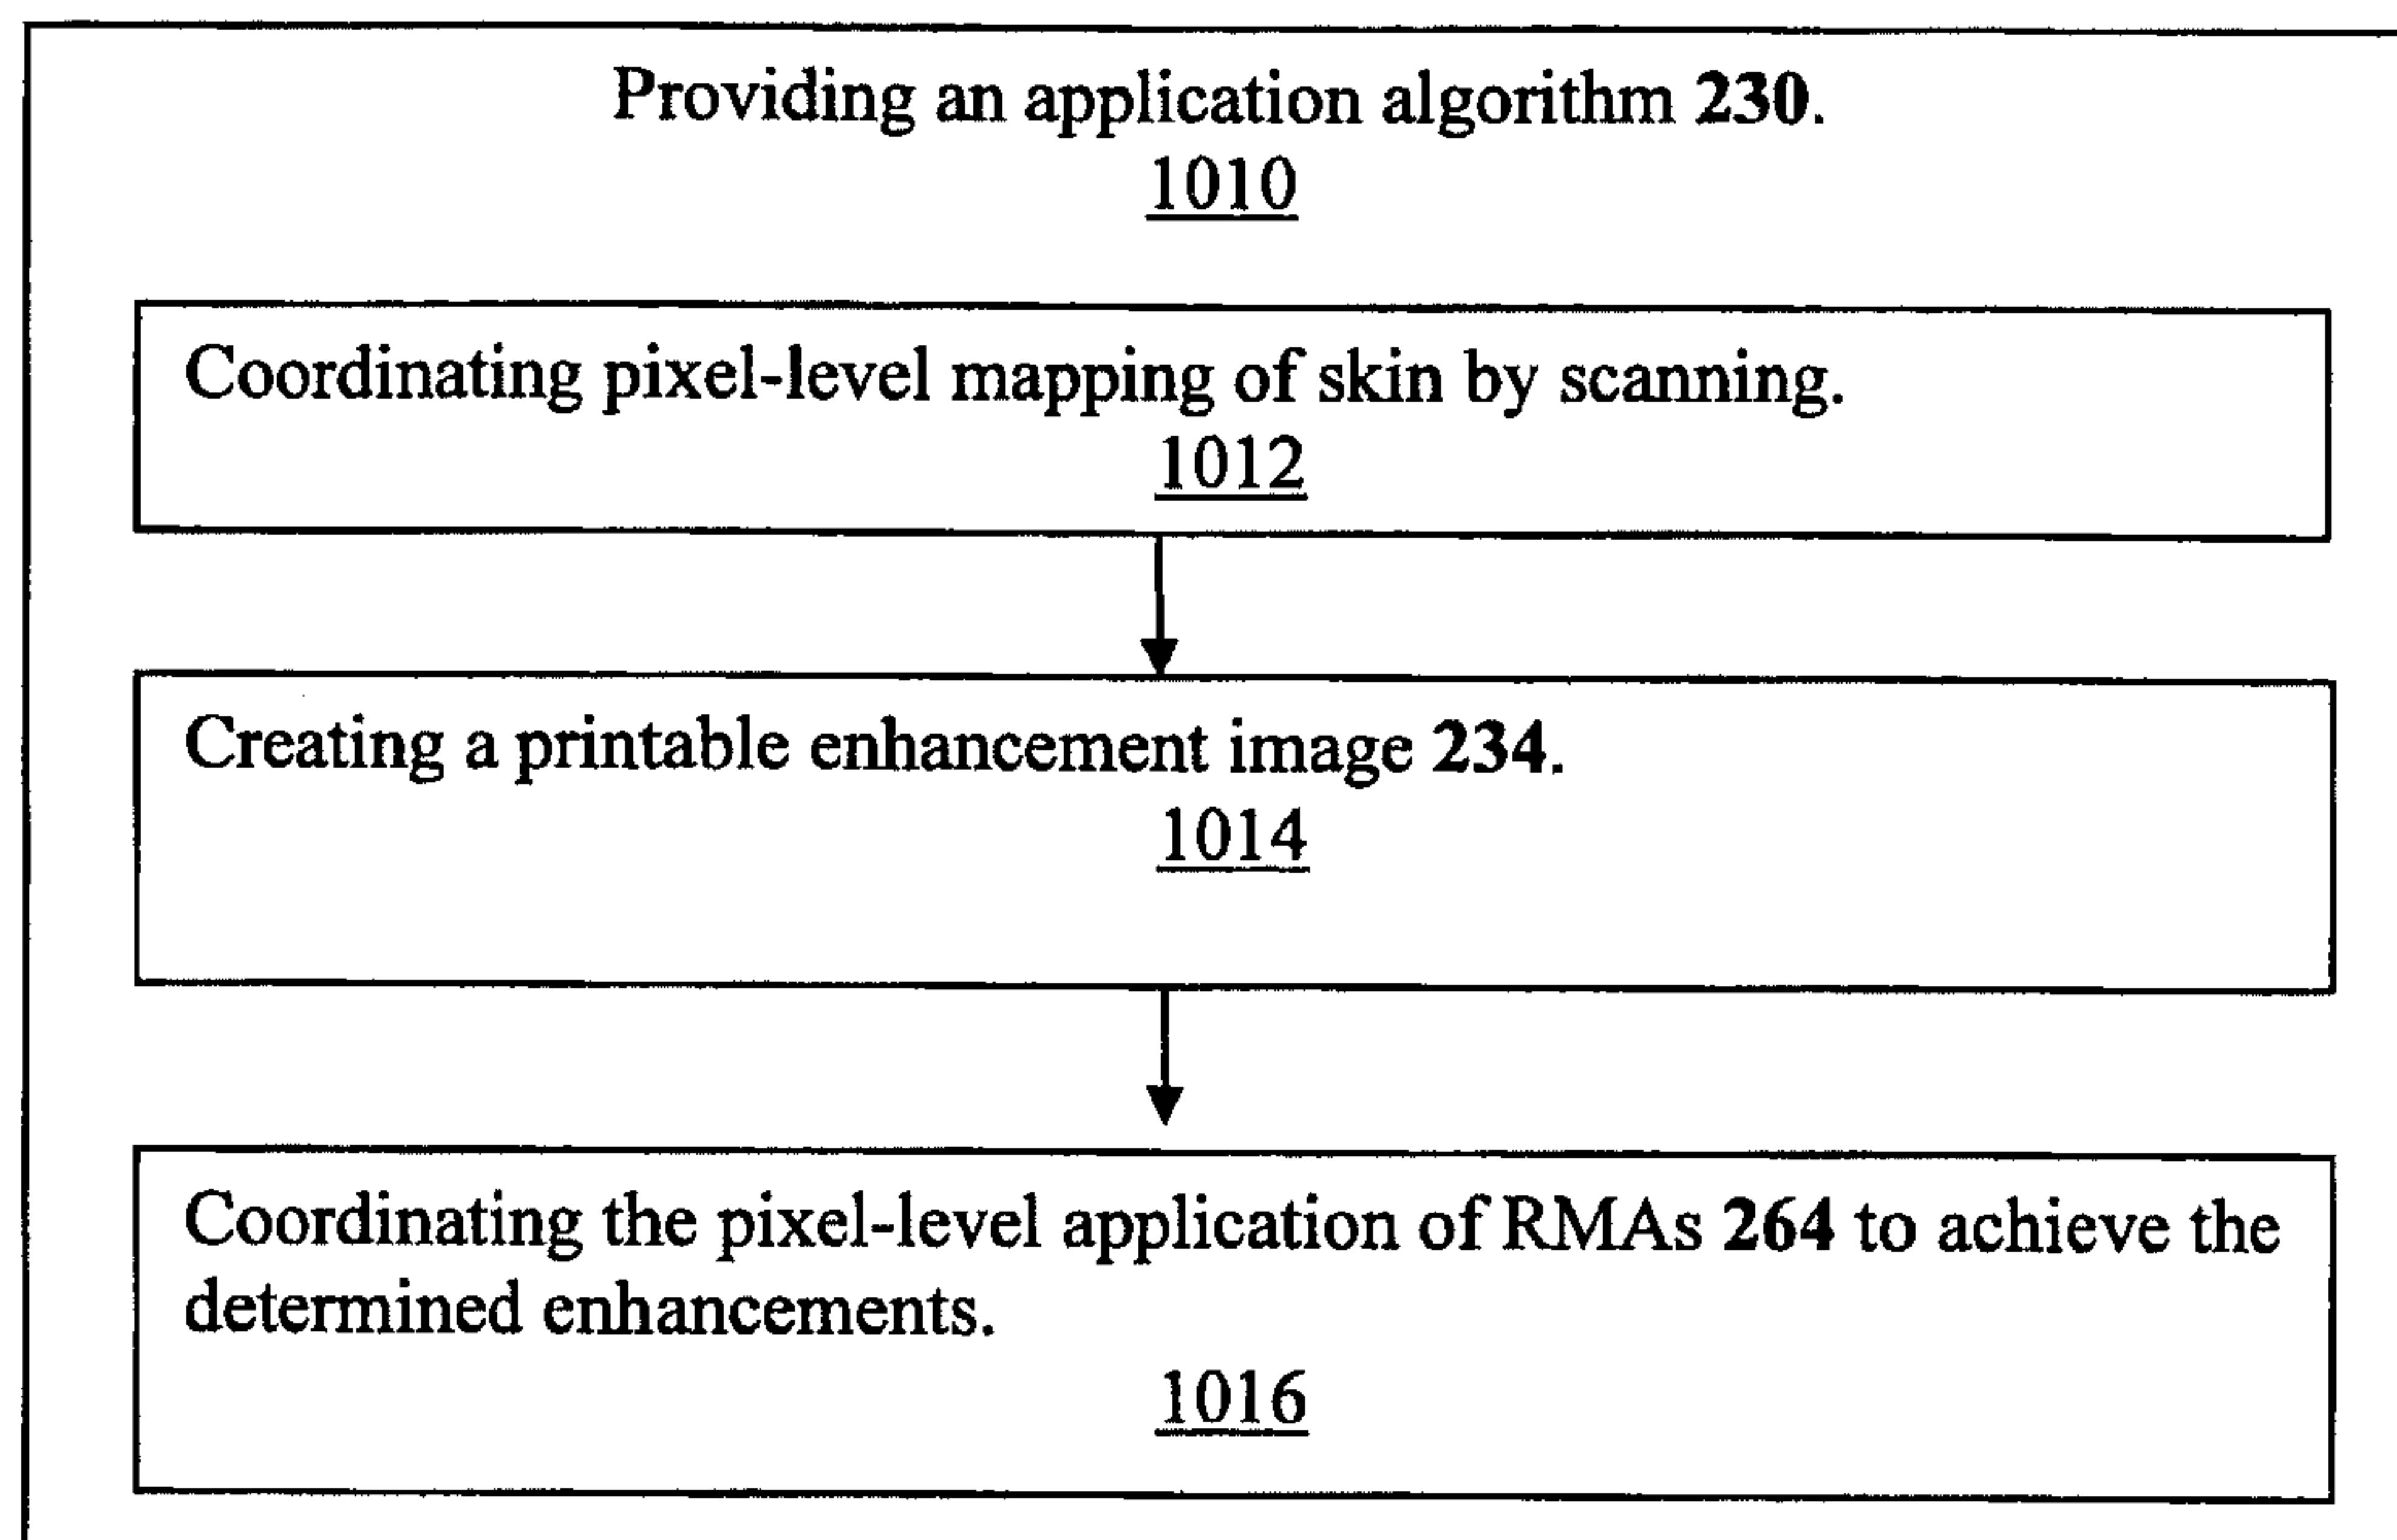 Providing an application algorithm 230.
1010
Coordinating pixel-level mapping of skin by scanning.
1012
Creating a printable enhancement image 234.
1014
Coordinating the pixel-level application of RMAs 264 to achieve the
determined enhancements.
1016